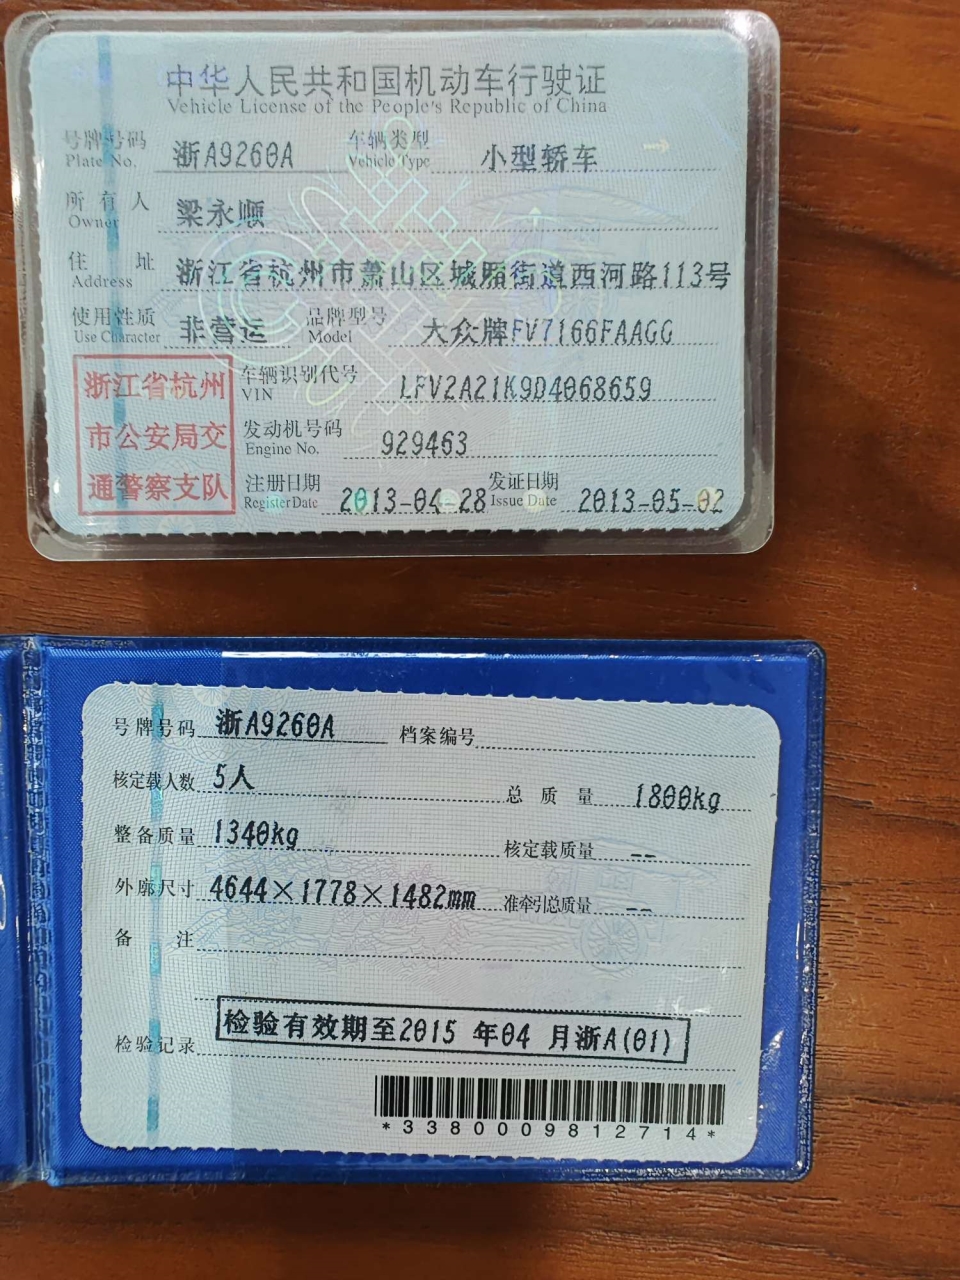 中华人民共和国机动车行驶证
Vehicle License of the People's Republic of China
号牌号码 浙A9260A 车辆类型 小型轿车
Plate No. Vehicle Type
所有人 梁永顺
Owner
住址 浙江省杭州市萧山区城厢街道西河路113号
Address
使用性质 非营运 品牌型号 大众牌FV7166FAAGG
Use Character Model
浙江省杭州
市公安局交
通警察支队
车辆识别代号 LFV2A21K9D4068659
VIN
发动机号码 929463
Engine No.
注册日期 2013-04-28 发证日期 2013-05-02
Register Date Issue Date
号牌号码 浙A9260A 档案编号
核定载人数 5人 总质量 1800kg
整备质量 1340kg 核定载质量 --
外廓尺寸 4644×1778×1482mm 准牵引总质量 --
备注
检验记录 检验有效期至2015 年04 月浙A(01)
*3380009812714*